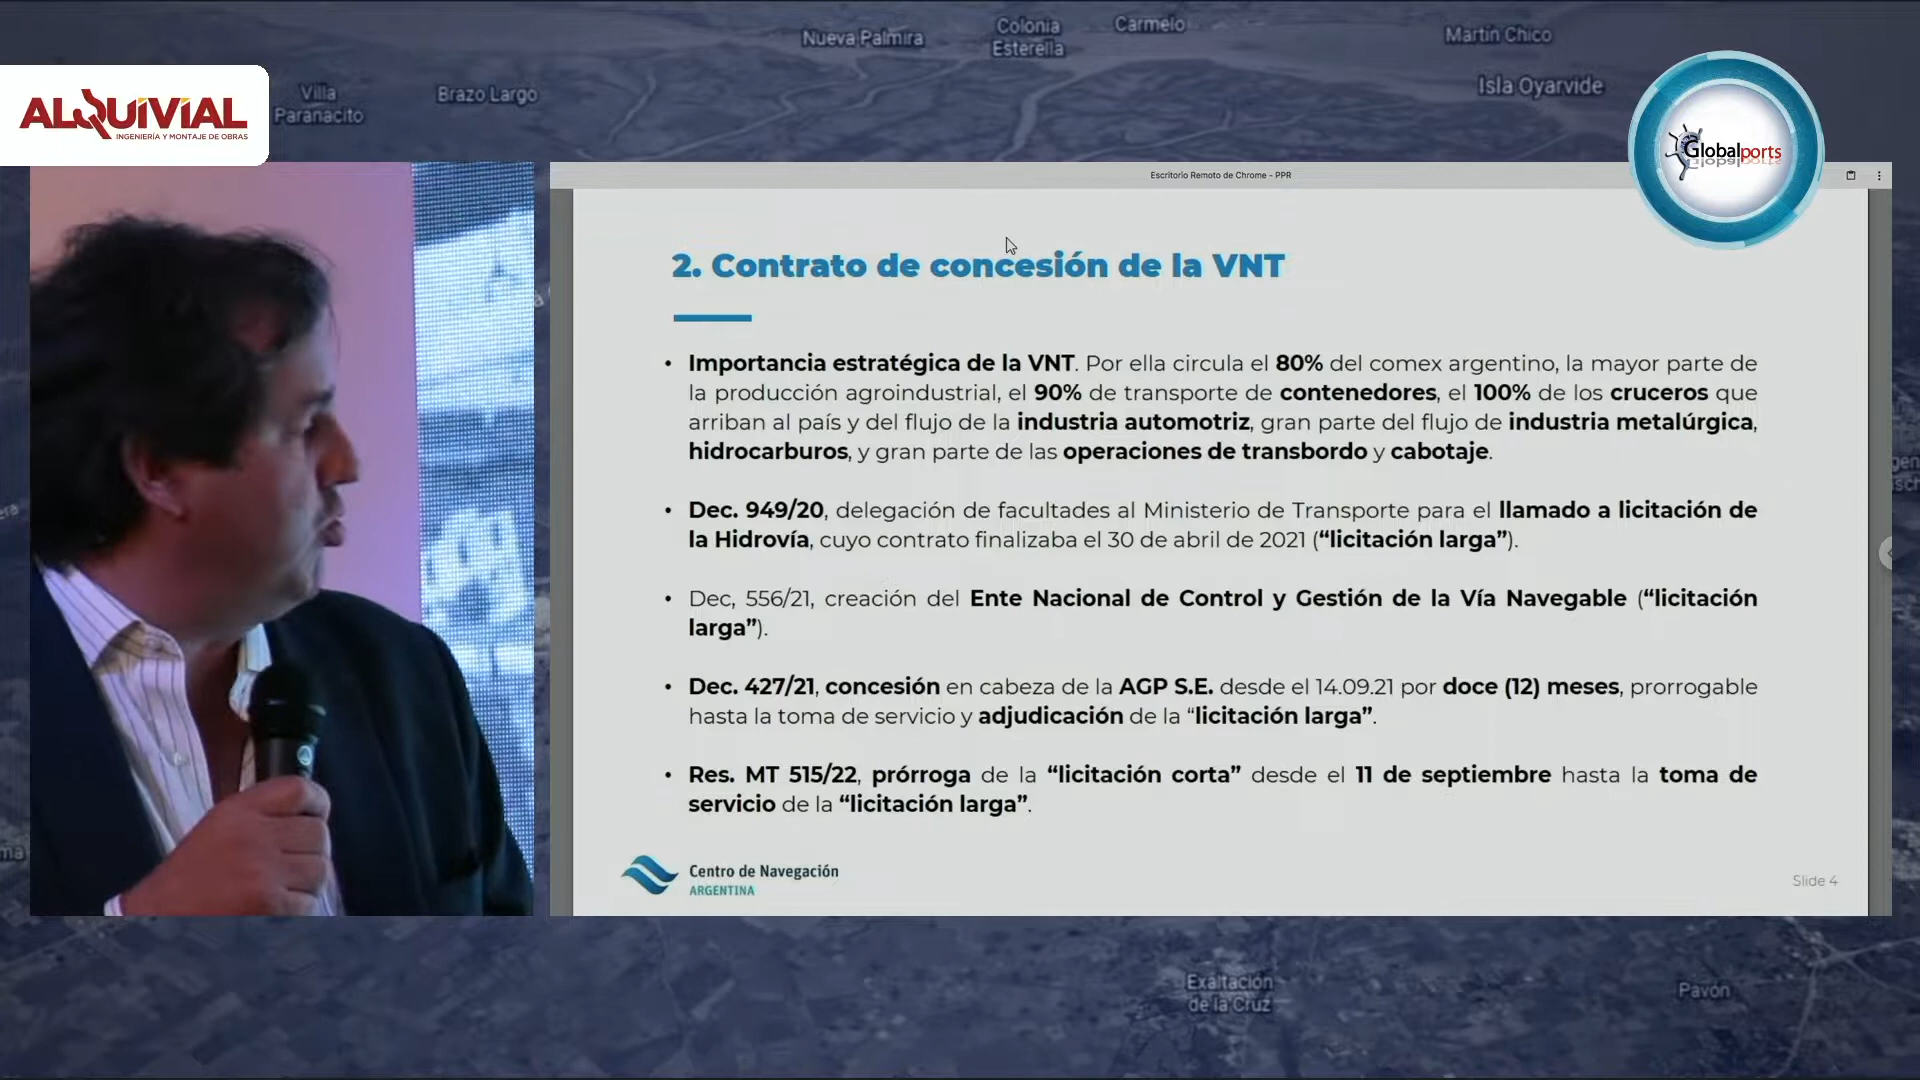 Nueva Palmira
Colonia
Esterella
Carmelo
Martín Chico
Isla Oyarvide
Villa
Paranacito
Brazo Largo
ALQUIVIAL
INGENIERÍA Y MONTAJE DE OBRAS
Globalports
Escritorio Remoto de Chrome - PPR
2. Contrato de concesión de la VNT
• Importancia estratégica de la VNT. Por ella circula el 80% del comex argentino, la mayor parte de
la producción agroindustrial, el 90% de transporte de contenedores, el 100% de los cruceros que
arriban al país y del flujo de la industria automotriz, gran parte del flujo de industria metalúrgica,
hidrocarburos, y gran parte de las operaciones de transbordo y cabotaje.
• Dec. 949/20, delegación de facultades al Ministerio de Transporte para el llamado a licitación de
la Hidrovía, cuyo contrato finalizaba el 30 de abril de 2021 (“licitación larga”).
• Dec, 556/21, creación del Ente Nacional de Control y Gestión de la Vía Navegable (“licitación
larga”).
• Dec. 427/21, concesión en cabeza de la AGP S.E. desde el 14.09.21 por doce (12) meses, prorrogable
hasta la toma de servicio y adjudicación de la “licitación larga”.
• Res. MT 515/22, prórroga de la “licitación corta” desde el 11 de septiembre hasta la toma de
servicio de la “licitación larga”.
Centro de Navegación
ARGENTINA
Slide 4
Exaltación
de la Cruz
Pavón